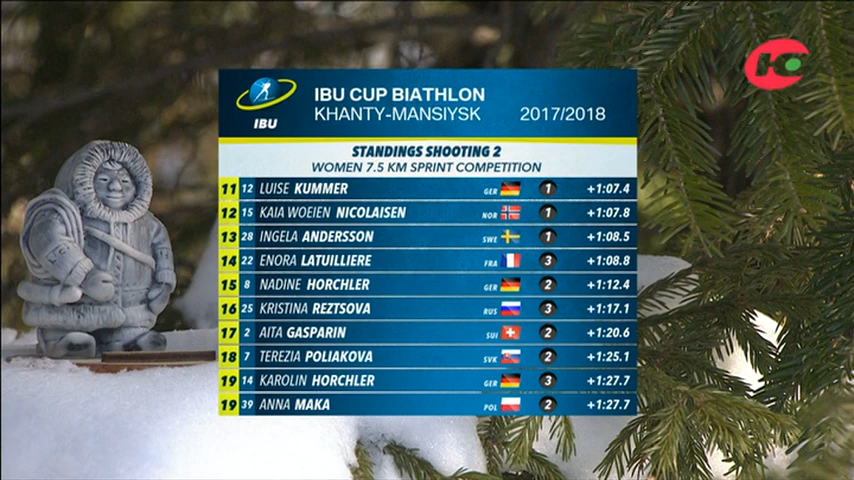 IBU CUP BIATHLON
KHANTY-MANSIYSK 2017/2018
IBU
STANDINGS SHOOTING 2
WOMEN 7.5 KM SPRINT COMPETITION
11 12 LUISE KUMMER GER 1 +1:07.4
12 15 KAIA WOEIEN NICOLAISEN NOR 1 +1:07.8
13 28 INGELA ANDERSSON SWE 1 +1:08.5
14 22 ENORA LATUILLIERE FRA 3 +1:08.8
15 8 NADINE HORCHLER GER 2 +1:12.4
16 25 KRISTINA REZTSOVA RUS 3 +1:17.1
17 2 AITA GASPARIN SUI 2 +1:20.6
18 7 TEREZIA POLIAKOVA SVK 2 +1:25.1
19 14 KAROLIN HORCHLER GER 3 +1:27.7
19 39 ANNA MAKA POL 2 +1:27.7